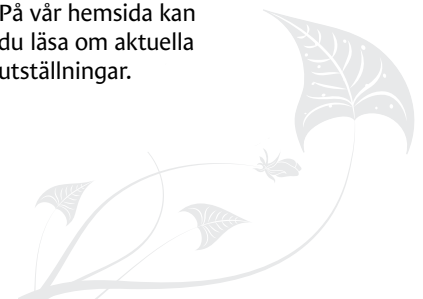 På vår hemsida kan
du läsa om aktuella
utställningar.